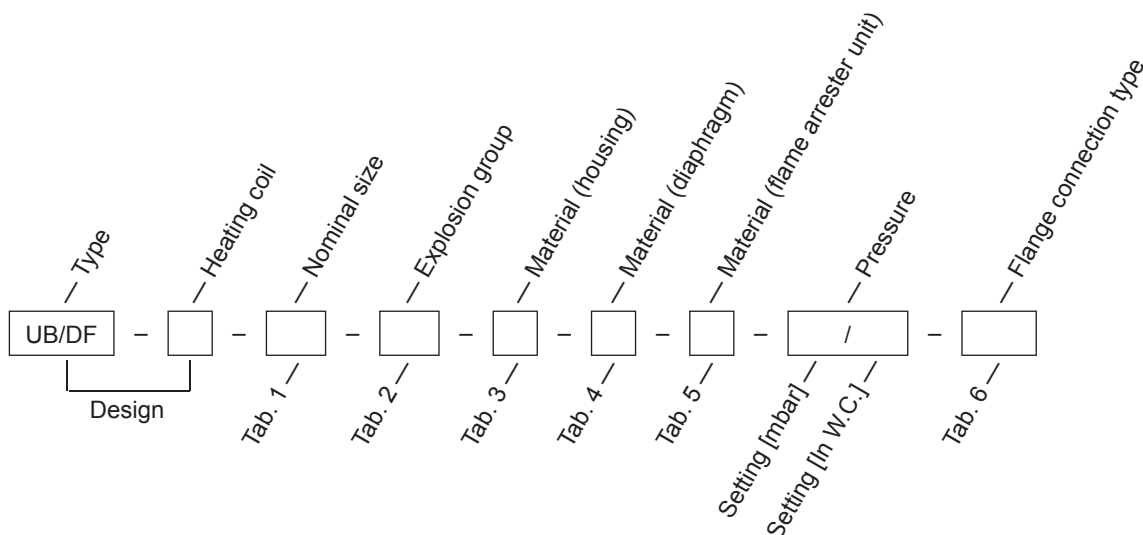 Type
Heating coil
Nominal size
Explosion group
Material (housing)
Material (diaphragm)
Material (flame arrester unit)
Pressure
Flange connection type
UB/DF – – – – – – – / –
Design
Tab. 1
Tab. 2
Tab. 3
Tab. 4
Tab. 5
Setting [mbar]
Setting [In W.C.]
Tab. 6